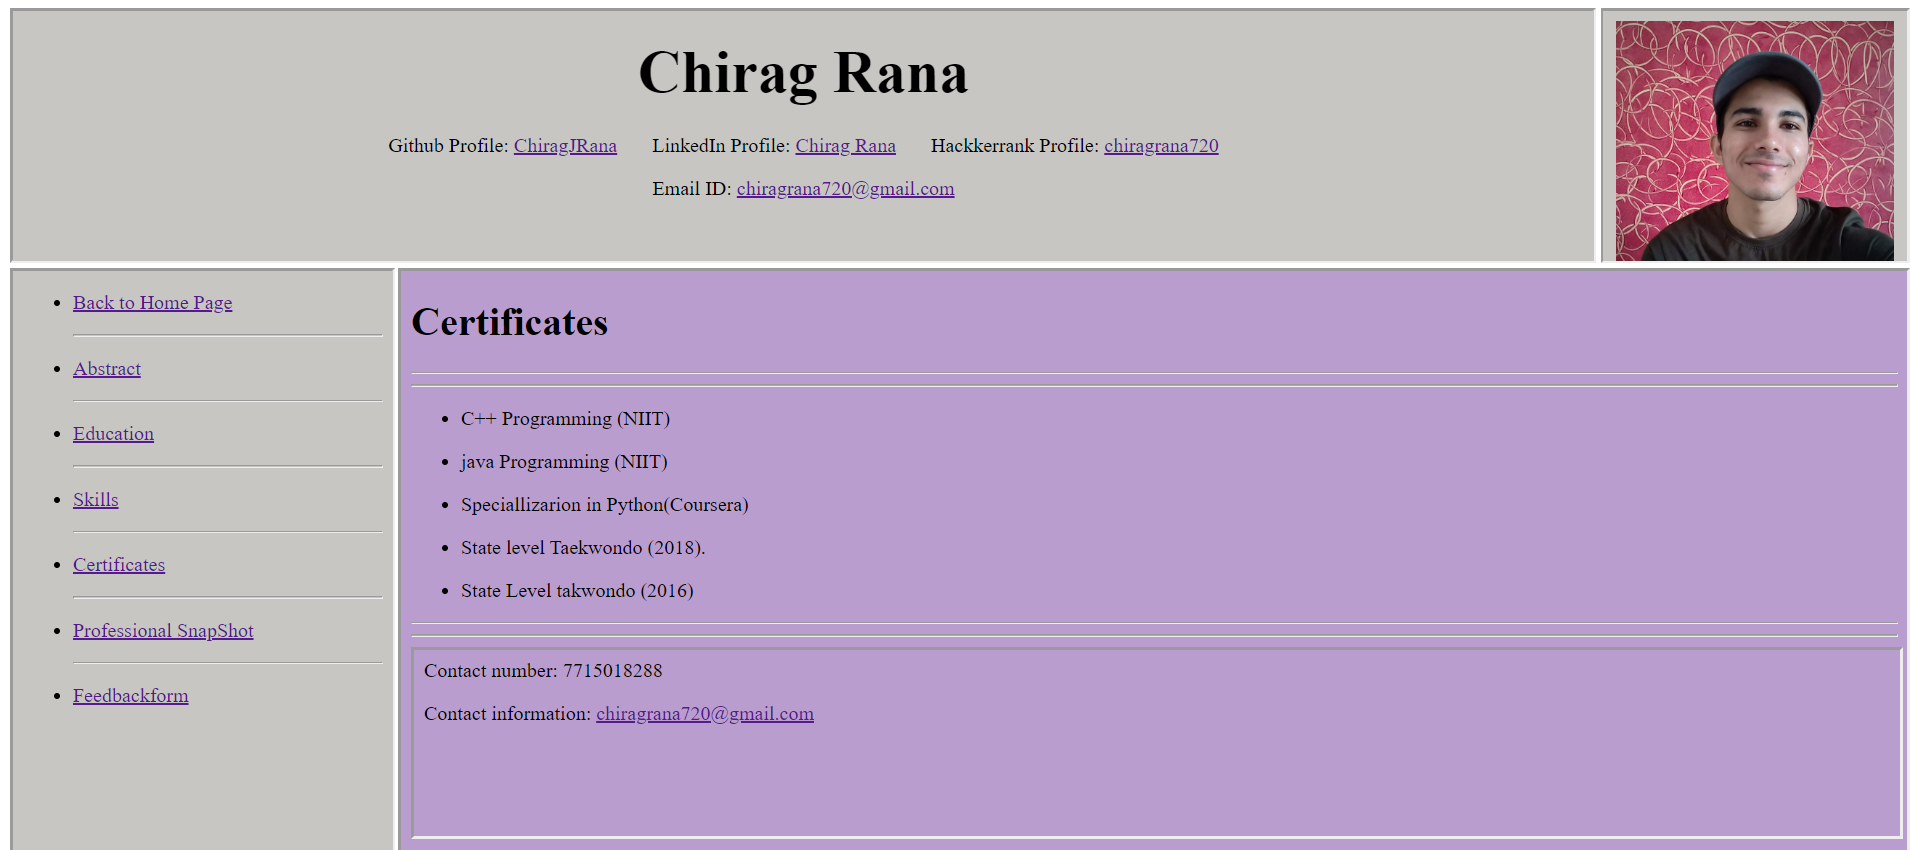 Chirag Rana
Github Profile: ChiragJRana LinkedIn Profile: Chirag Rana Hackkerrank Profile: chiragrana720
Email ID: chiragrana720@gmail.com
Back to Home Page
Abstract
Education
Skills
Certificates
Professional SnapShot
Feedbackform
Certificates
C++ Programming (NIIT)
java Programming (NIIT)
Speciallizarion in Python(Coursera)
State level Taekwondo (2018).
State Level takwondo (2016)
Contact number: 7715018288
Contact information: chiragrana720@gmail.com